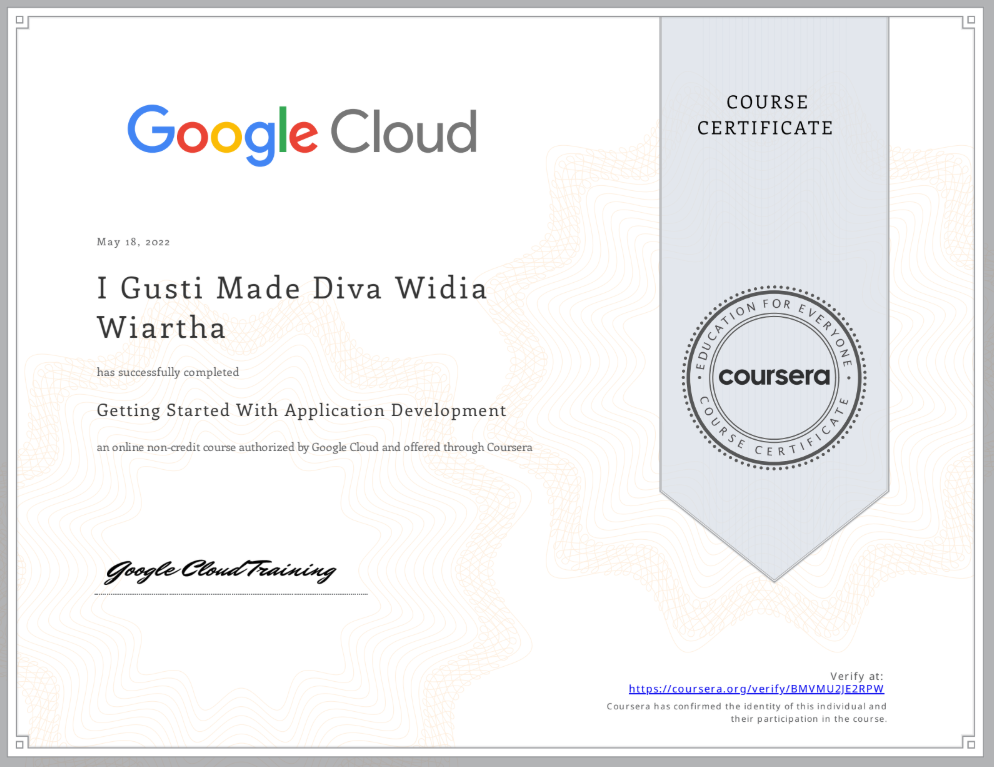 Google Cloud
COURSE
CERTIFICATE
May 18, 2022
I Gusti Made Diva Widia
Wiartha
has successfully completed
Getting Started With Application Development
an online non-credit course authorized by Google Cloud and offered through Coursera
EDUCATION FOR EVERYONE
coursera
COURSE CERTIFICATE
Google Cloud Training
Verify at:
https://coursera.org/verify/BMVMU2JE2RPW
Coursera has confirmed the identity of this individual and
their participation in the course.